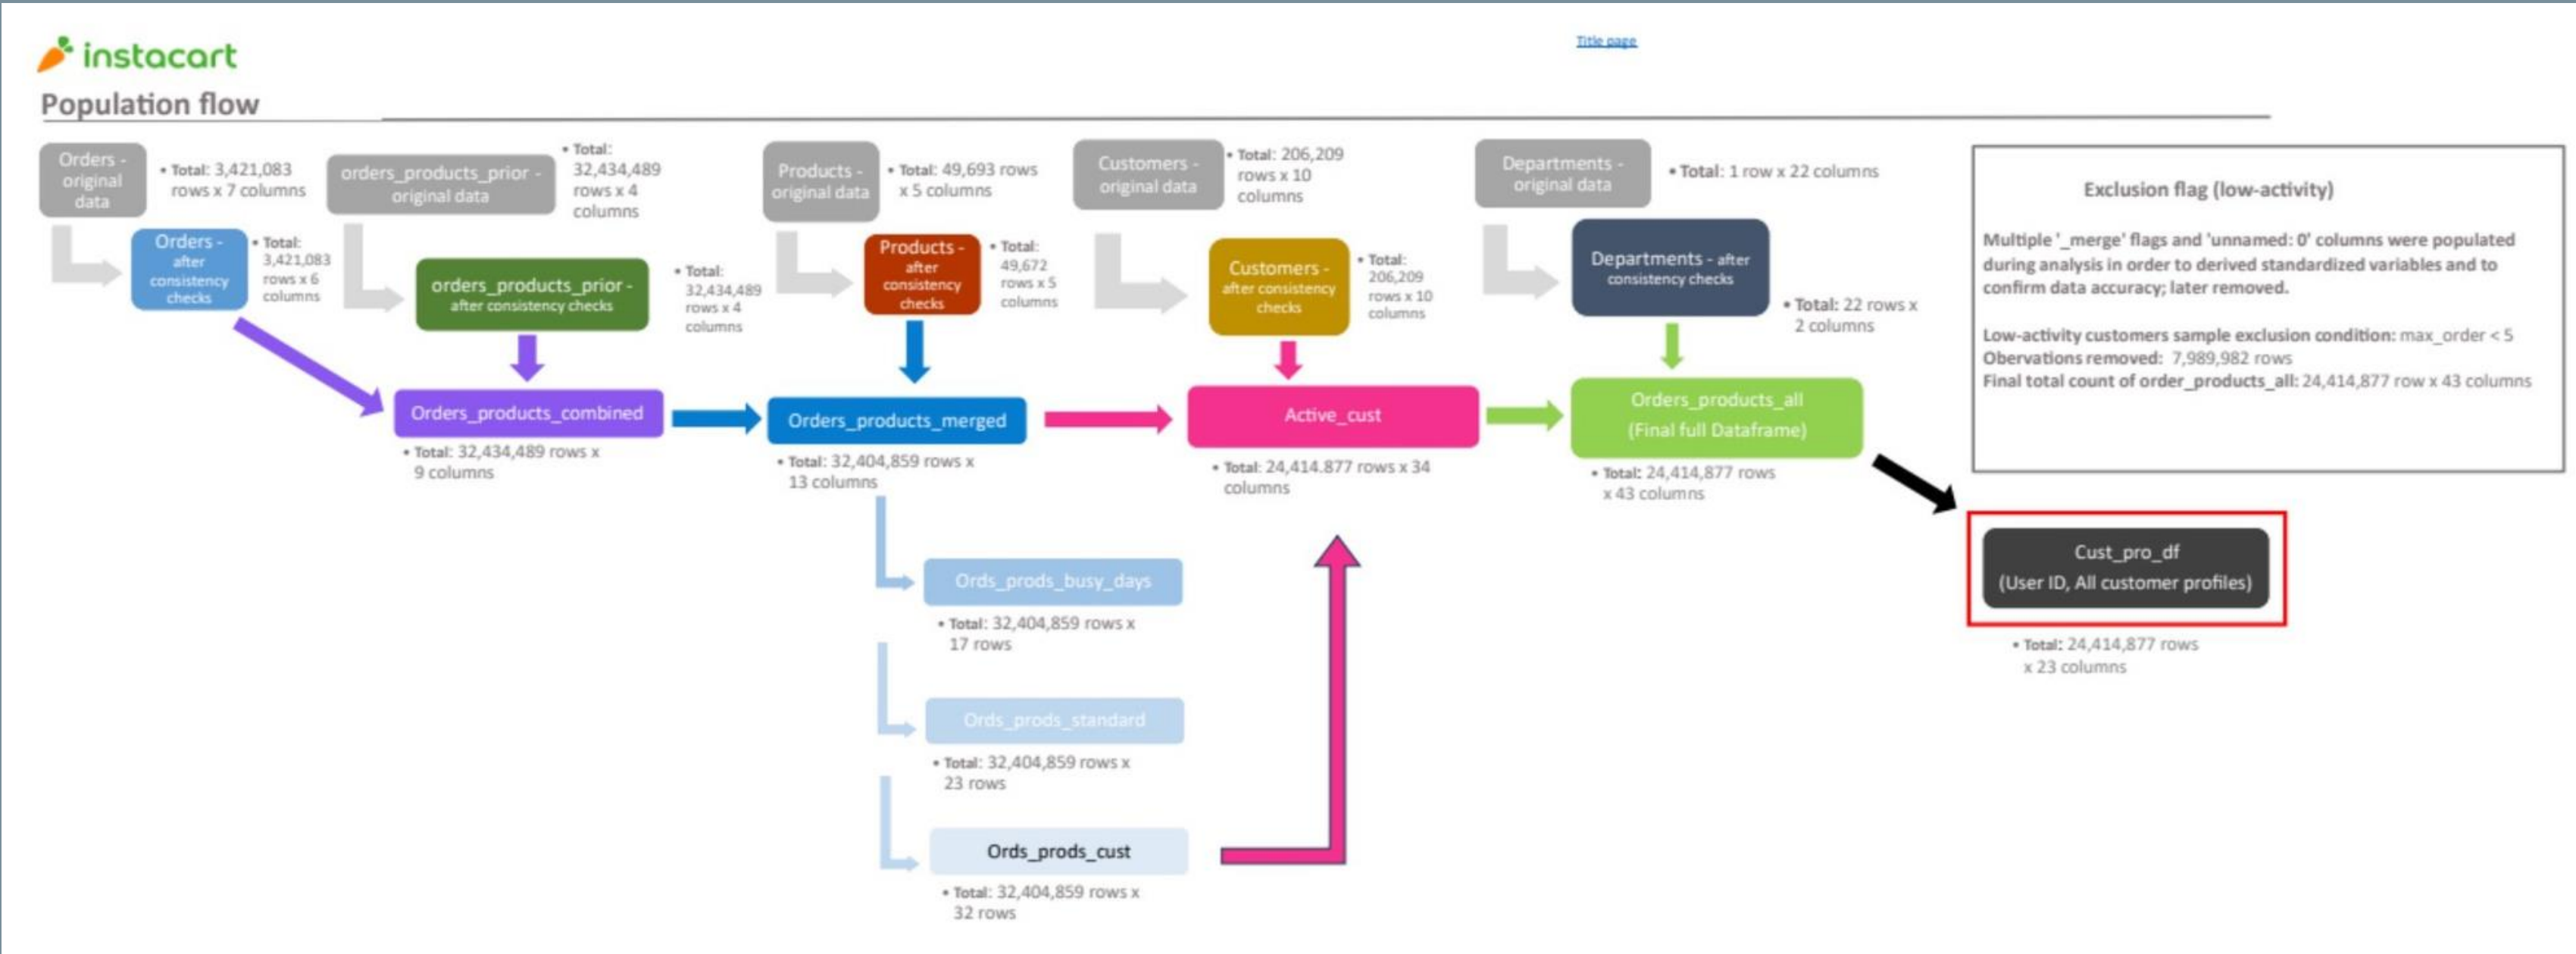 instacart
Title page
Population flow
Orders -
original
data
• Total: 3,421,083
rows x 7 columns
orders_products_prior -
original data
• Total:
32,434,489
rows x 4
columns
Products -
original data
• Total: 49,693 rows
x 5 columns
Customers -
original data
• Total: 206,209
rows x 10
columns
Departments -
original data
• Total: 1 row x 22 columns
Orders -
after
consistency
checks
• Total:
3,421,083
rows x 6
columns
orders_products_prior -
after consistency checks
• Total:
32,434,489
rows x 4
columns
Products -
after
consistency
checks
• Total:
49,672
rows x 5
columns
Customers -
after consistency
checks
• Total:
206,209
rows x 10
columns
Departments - after
consistency checks
• Total: 22 rows x
2 columns
Exclusion flag (low-activity)
Multiple '_merge' flags and 'unnamed: 0' columns were populated
during analysis in order to derived standardized variables and to
confirm data accuracy; later removed.
Low-activity customers sample exclusion condition: max_order < 5
Obervations removed: 7,989,982 rows
Final total count of order_products_all: 24,414,877 row x 43 columns
Orders_products_combined
• Total: 32,434,489 rows x
9 columns
Orders_products_merged
• Total: 32,404,859 rows x
13 columns
Active_cust
• Total: 24,414.877 rows x 34
columns
Orders_products_all
(Final full Dataframe)
• Total: 24,414,877 rows
x 43 columns
Cust_pro_df
(User ID, All customer profiles)
• Total: 24,414,877 rows
x 23 columns
Ords_prods_busy_days
• Total: 32,404,859 rows x
17 rows
Ords_prods_standard
• Total: 32,404,859 rows x
23 rows
Ords_prods_cust
• Total: 32,404,859 rows x
32 rows